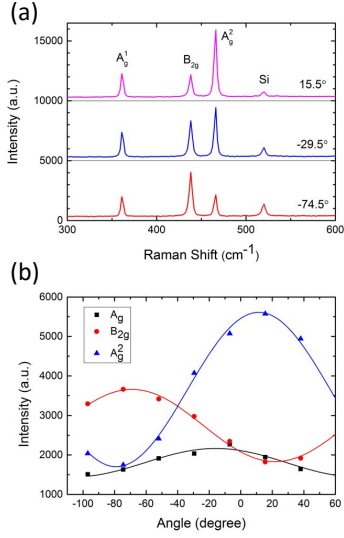 (a)
15000
10000
5000
0
A¹g
B2g
A²g
Si
15.5°
-29.5°
-74.5°
300 400 500 600
Intensity (a.u.)
Raman Shift (cm⁻¹)
(b)
6000
5000
4000
3000
2000
1000
Ag
B2g
A²g
-100 -80 -60 -40 -20 0 20 40 60
Intensity (a.u.)
Angle (degree)